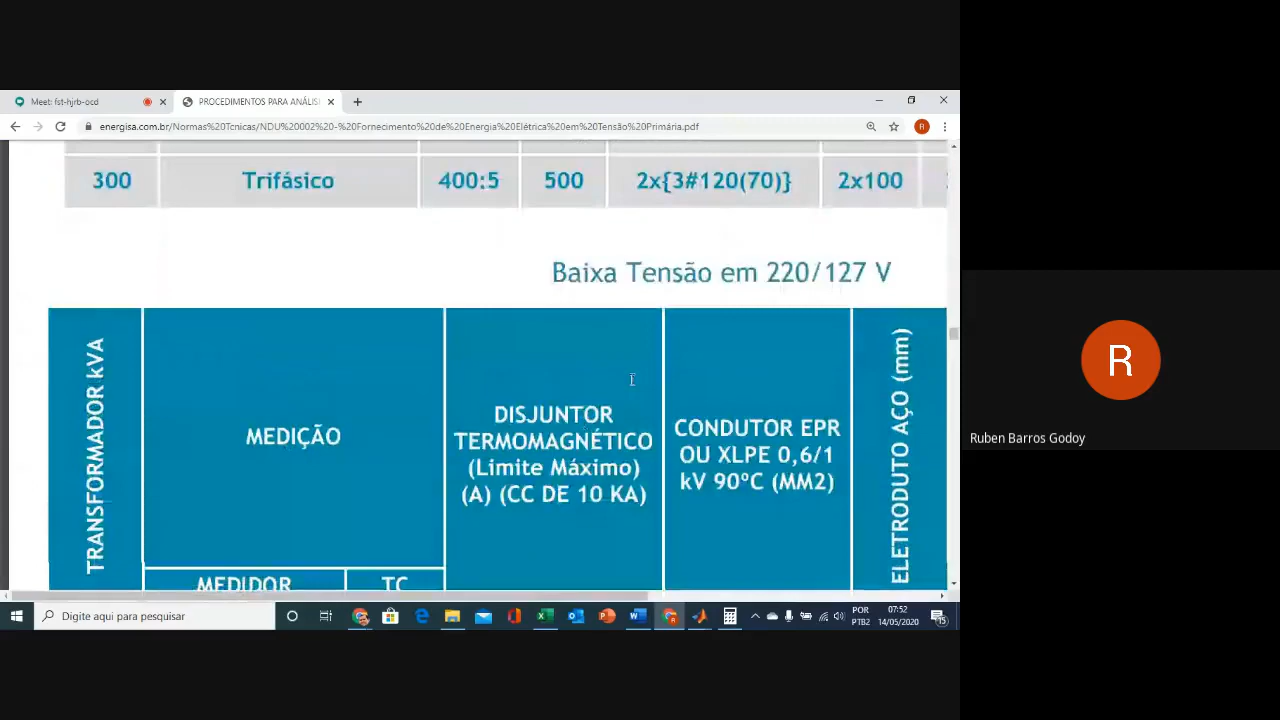 Meet: fst-hjrb-ocd
PROCEDIMENTOS PARA ANÁLIS
energisa.com.br/Normas%20Tcnicas/NDU%20002%20-%20Fornecimento%20de%20Energia%20Elétrica%20em%20Tensão%20Primária.pdf
R
300 Trifásico 400:5 500 2x{3#120(70)} 2x100
Baixa Tensão em 220/127 V
TRANSFORMADOR kVA
MEDIÇÃO
MEDIDOR
TC
DISJUNTOR
TERMOMAGNÉTICO
(Limite Máximo)
(A) (CC DE 10 KA)
CONDUTOR EPR
OU XLPE 0,6/1
kV 90ºC (MM2)
ELETRODUTO AÇO (mm)
R
Ruben Barros Godoy
Digite aqui para pesquisar
POR
PTB2
07:52
14/05/2020
15